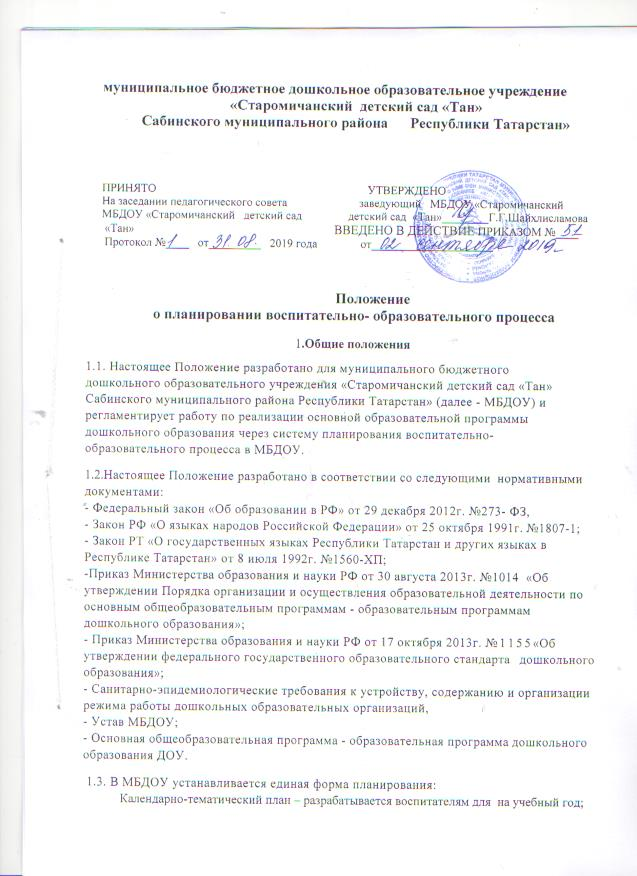 муниципальное бюджетное дошкольное образовательное учреждение
«Старомичанский детский сад «Тан»
Сабинского муниципального района Республики Татарстан»
ПРИНЯТО
На заседании педагогического совета
МБДОУ «Старомичанский детский сад
«Тан»
Протокол №1 от 31.08. 2019 года
УТВЕРЖДЕНО
заведующий МБДОУ «Старомичанский
детский сад «Тан» Г.Г.Шайхлисламова
ВВЕДЕНО В ДЕЙСТВИЕ ПРИКАЗОМ № 51
от 02 сентября 2019
Положение
о планировании воспитательно- образовательного процесса
1.Общие положения
1.1. Настоящее Положение разработано для муниципального бюджетного
дошкольного образовательного учреждения «Старомичанский детский сад «Тан»
Сабинского муниципального района Республики Татарстан» (далее - МБДОУ) и
регламентирует работу по реализации основной образовательной программы
дошкольного образования через систему планирования воспитательно-
образовательного процесса в МБДОУ.
1.2.Настоящее Положение разработано в соответствии со следующими нормативными
документами:
- Федеральный закон «Об образовании в РФ» от 29 декабря 2012г. №273- ФЗ,
- Закон РФ «О языках народов Российской Федерации» от 25 октября 1991г. №1807-1;
- Закон РТ «О государственных языках Республики Татарстан и других языках в
Республике Татарстан» от 8 июля 1992г. №1560-XП;
-Приказ Министерства образования и науки РФ от 30 августа 2013г. №1014 «Об
утверждении Порядка организации и осуществления образовательной деятельности по
основным общеобразовательным программам - образовательным программам
дошкольного образования»;
- Приказ Министерства образования и науки РФ от 17 октября 2013г. №1155«Об
утверждении федерального государственного образовательного стандарта дошкольного
образования»;
- Санитарно-эпидемиологические требования к устройству, содержанию и организации
режима работы дошкольных образовательных организаций,
- Устав МБДОУ;
- Основная общеобразовательная программа - образовательная программа дошкольного
образования ДОУ.
1.3. В МБДОУ устанавливается единая форма планирования:
Календарно-тематический план – разрабатывается воспитателям для на учебный год;